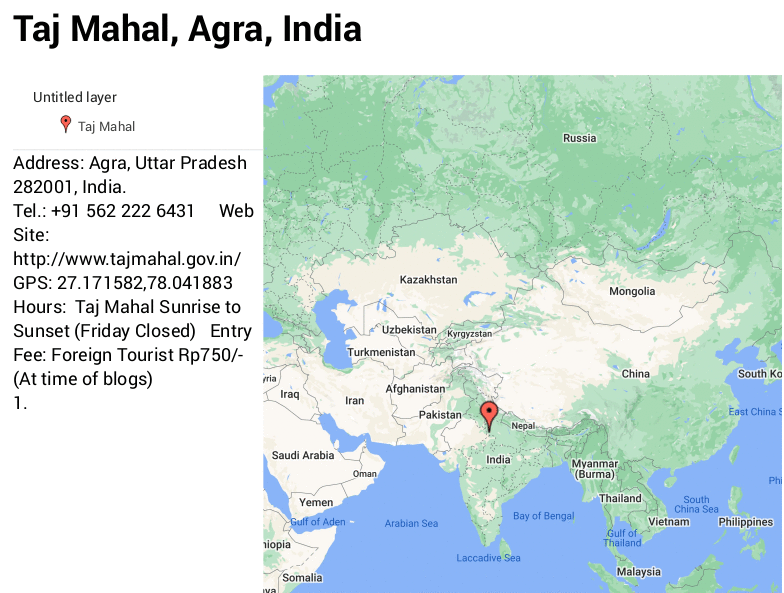 Taj Mahal, Agra, India
Untitled layer
Taj Mahal
Address: Agra, Uttar Pradesh
282001, India.
Tel.: +91 562 222 6431     Web
Site:
http://www.tajmahal.gov.in/
GPS: 27.171582,78.041883
Hours:  Taj Mahal Sunrise to
Sunset (Friday Closed)   Entry
Fee: Foreign Tourist Rp750/-
(At time of blogs)
1.
Russia
Kazakhstan
Mongolia
Uzbekistan
Kyrgyzstan
Turkmenistan
China
South Ko
yria
Iraq
Iran
Afghanistan
Pakistan
Nepal
East China S
India
Saudi Arabia
Oman
Myanmar
(Burma)
Yemen
Thailand
South
China Sea
Phi
Gulf of Aden
Arabian Sea
Bay of Bengal
Vietnam
Philippines
Gulf of
Thailand
hiopia
Laccadive Sea
Malaysia
Somalia
ya